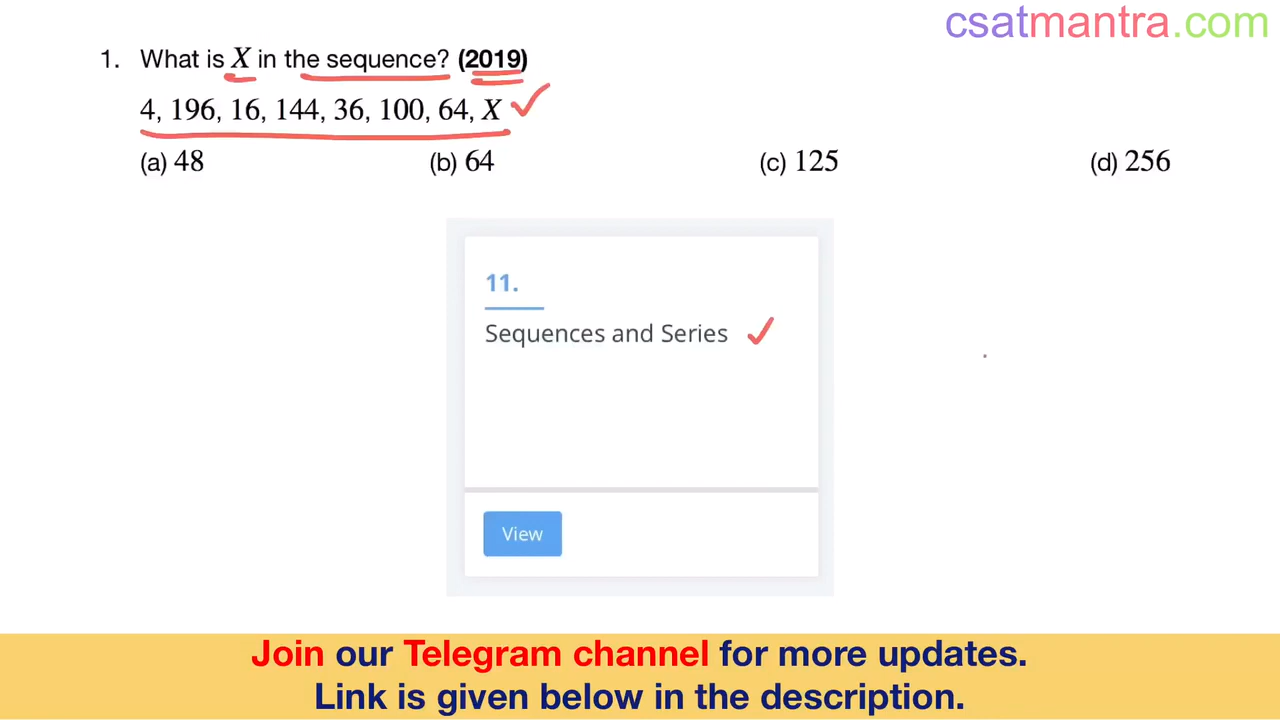 csatmantra.com
1. What is X in the sequence? (2019)
4, 196, 16, 144, 36, 100, 64, X
(a) 48 (b) 64 (c) 125 (d) 256
11.
Sequences and Series
View
Join our Telegram channel for more updates.
Link is given below in the description.